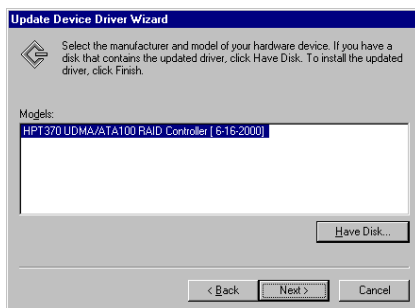 Update Device Driver Wizard
Select the manufacturer and model of your hardware device. If you have a
disk that contains the updated driver, click Have Disk. To install the updated
driver, click Finish.
Models:
HPT370 UDMA/ATA100 RAID Controller [ 6-16-2000]
Have Disk...
< Back
Next >
Cancel